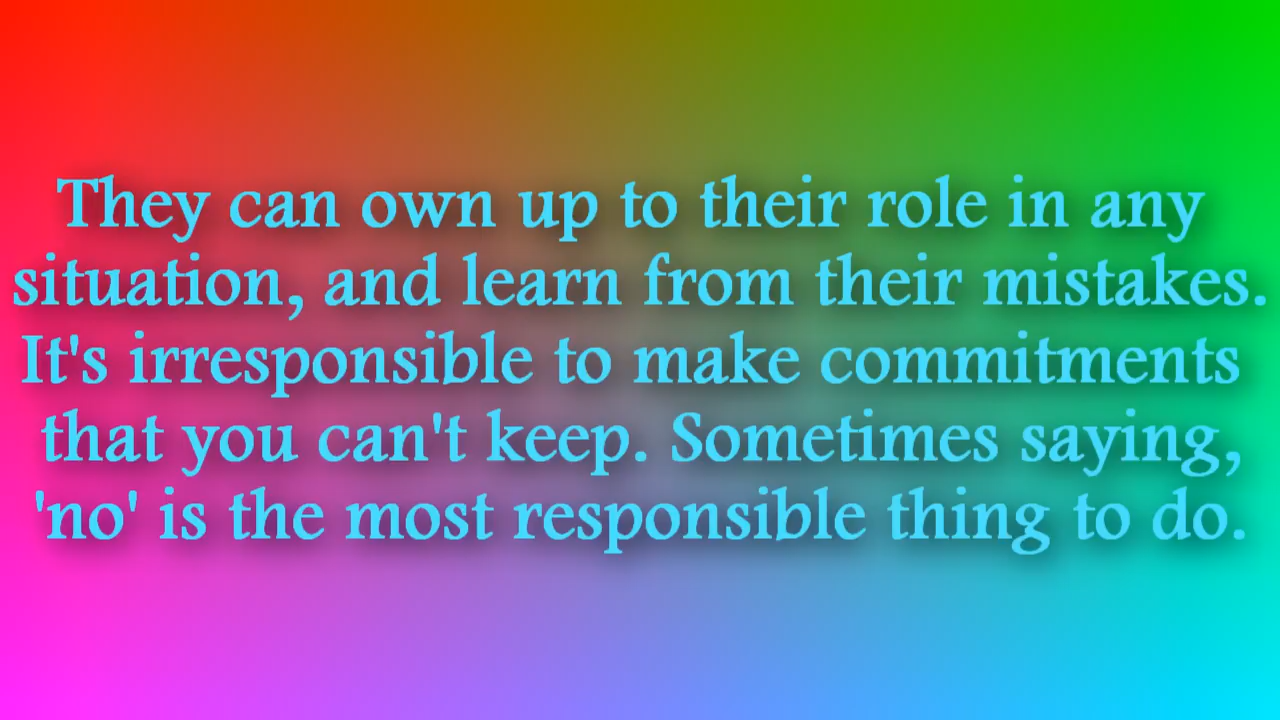 They can own up to their role in any
situation, and learn from their mistakes.
It's irresponsible to make commitments
that you can't keep. Sometimes saying,
'no' is the most responsible thing to do.